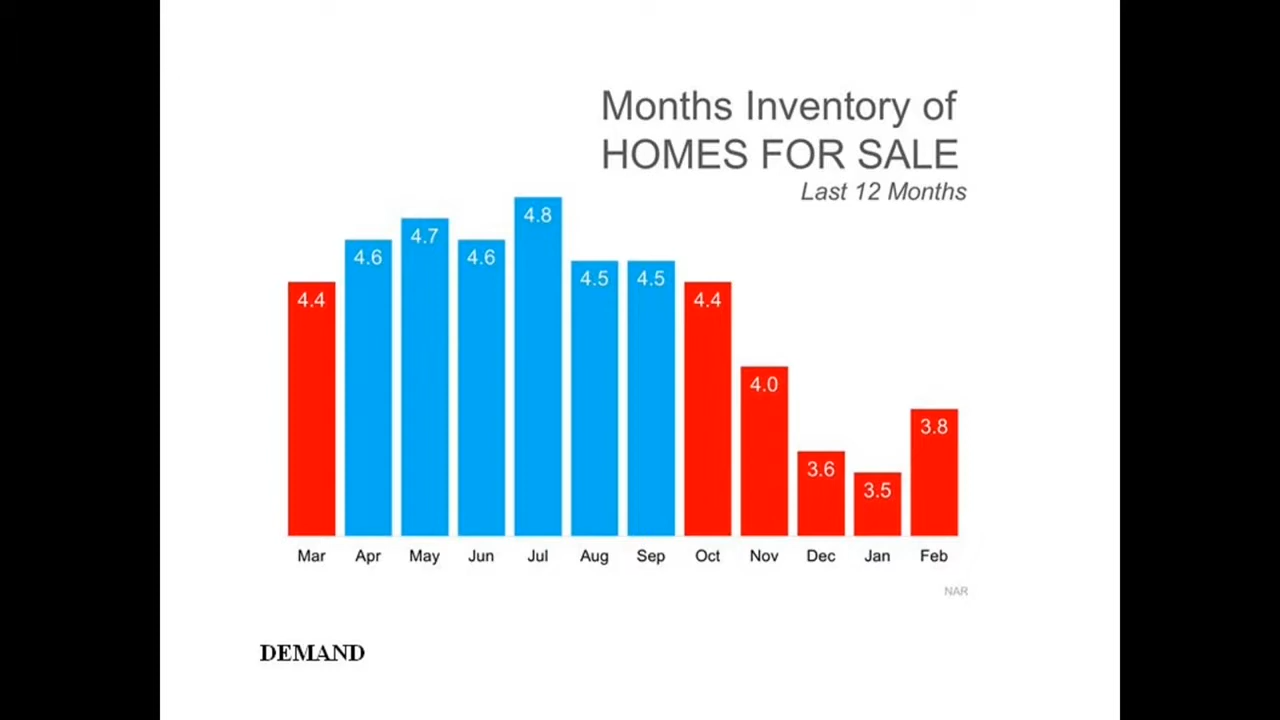 Months Inventory of
HOMES FOR SALE
Last 12 Months
4.4 4.6 4.7 4.6 4.8 4.5 4.5 4.4 4.0 3.6 3.5 3.8
Mar Apr May Jun Jul Aug Sep Oct Nov Dec Jan Feb
NAR
DEMAND